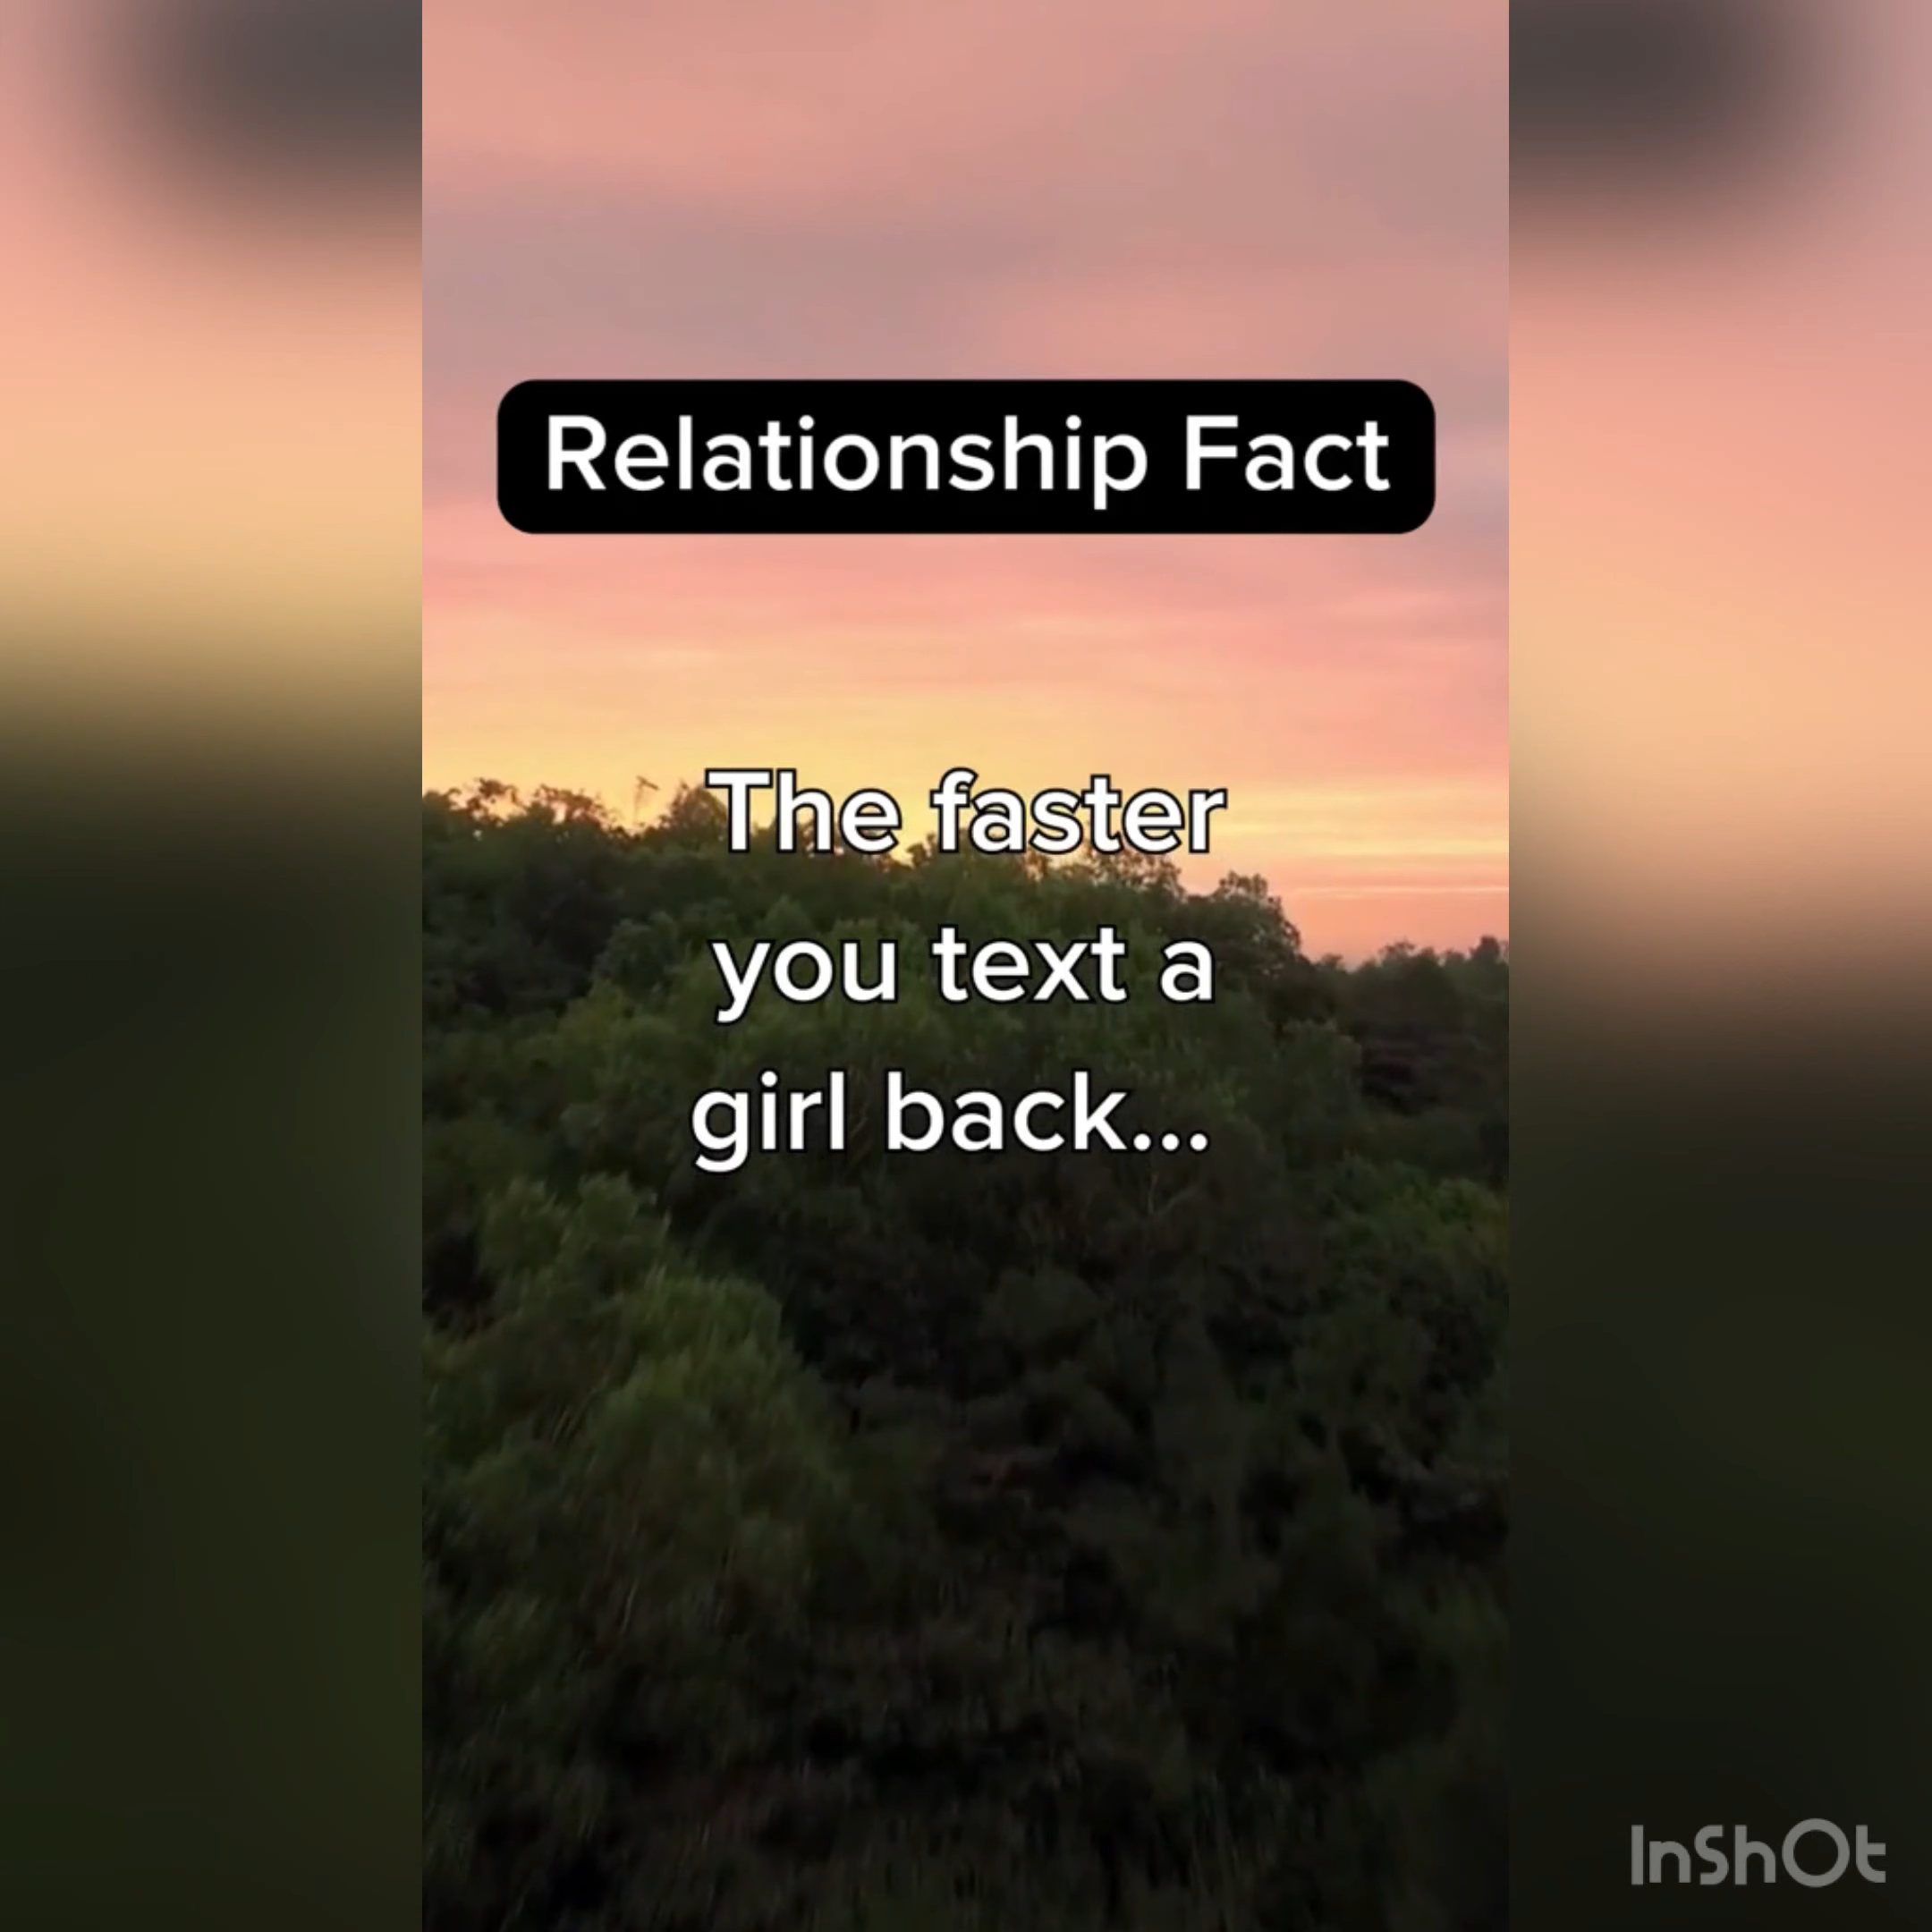 Relationship Fact
The faster
you text a
girl back...
InShOt